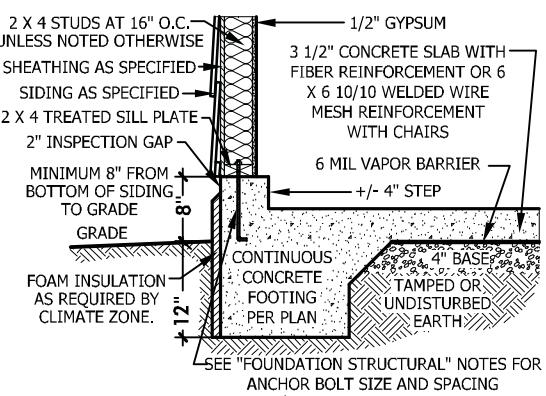 2 X 4 STUDS AT 16" O.C.
UNLESS NOTED OTHERWISE
SHEATHING AS SPECIFIED
SIDING AS SPECIFIED
2 X 4 TREATED SILL PLATE
2" INSPECTION GAP
MINIMUM 8" FROM
BOTTOM OF SIDING
TO GRADE
GRADE
8"
FOAM INSULATION
AS REQUIRED BY
CLIMATE ZONE.
12"
1/2" GYPSUM
3 1/2" CONCRETE SLAB WITH
FIBER REINFORCEMENT OR 6
X 6 10/10 WELDED WIRE
MESH REINFORCEMENT
WITH CHAIRS
6 MIL VAPOR BARRIER
+/- 4" STEP
CONTINUOUS
CONCRETE
FOOTING
PER PLAN
4" BASE
TAMPED OR
UNDISTURBED
EARTH
SEE "FOUNDATION STRUCTURAL" NOTES FOR
ANCHOR BOLT SIZE AND SPACING